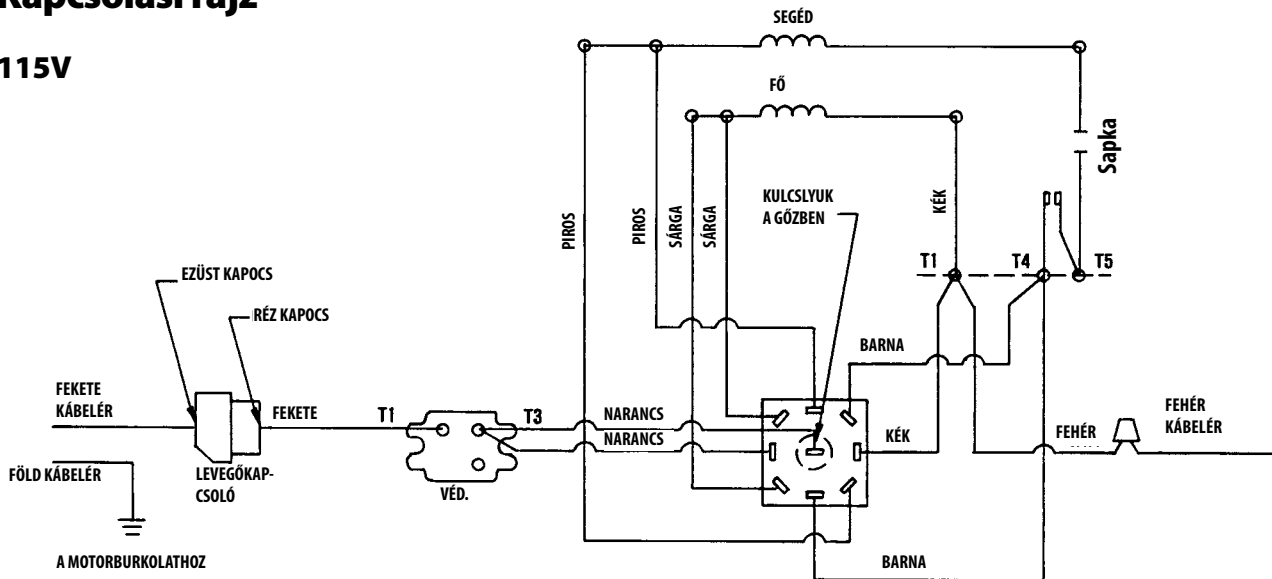 Kapcsolási rajz
115V
SEGÉD
FŐ
Sapka
KULCSLYUK
A GŐZBEN
PIROS
PIROS
SÁRGA
SÁRGA
KÉK
T1
T4
T5
EZÜST KAPOCS
RÉZ KAPOCS
BARNA
FEKETE
KÁBELÉR
FEKETE
T1
T3
NARANCS
NARANCS
KÉK
FEHÉR
FEHÉR
KÁBELÉR
FÖLD KÁBELÉR
LEVEGŐKAP-
CSOLÓ
VÉD.
A MOTORBURKOLATHOZ
BARNA